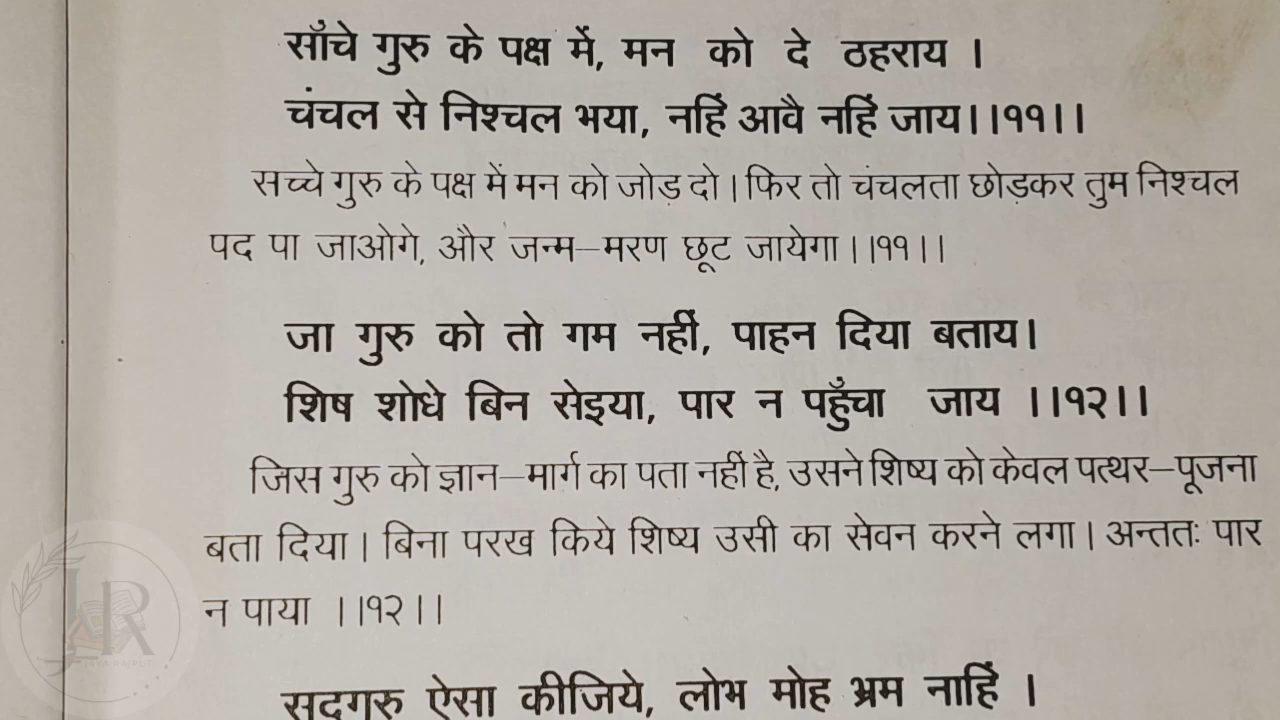 साँचे गुरु के पक्ष में, मन को दे ठहराय ।
चंचल से निश्चल भया, नहिं आवै नहिं जाय।।११।।
सच्चे गुरु के पक्ष में मन को जोड़ दो। फिर तो चंचलता छोड़कर तुम निश्चल
पद पा जाओगे, और जन्म–मरण छूट जायेगा।।११।।
जा गुरु को तो गम नहीं, पाहन दिया बताय।
शिष शोधे बिन सेइया, पार न पहुँचा जाय ।।१२।।
जिस गुरु को ज्ञान–मार्ग का पता नहीं है, उसने शिष्य को केवल पत्थर–पूजना
बता दिया। बिना परख किये शिष्य उसी का सेवन करने लगा। अन्ततः पार
न पाया ।।१२।।
सदगुरु ऐसा कीजिये, लोभ मोह भ्रम नाहिं ।